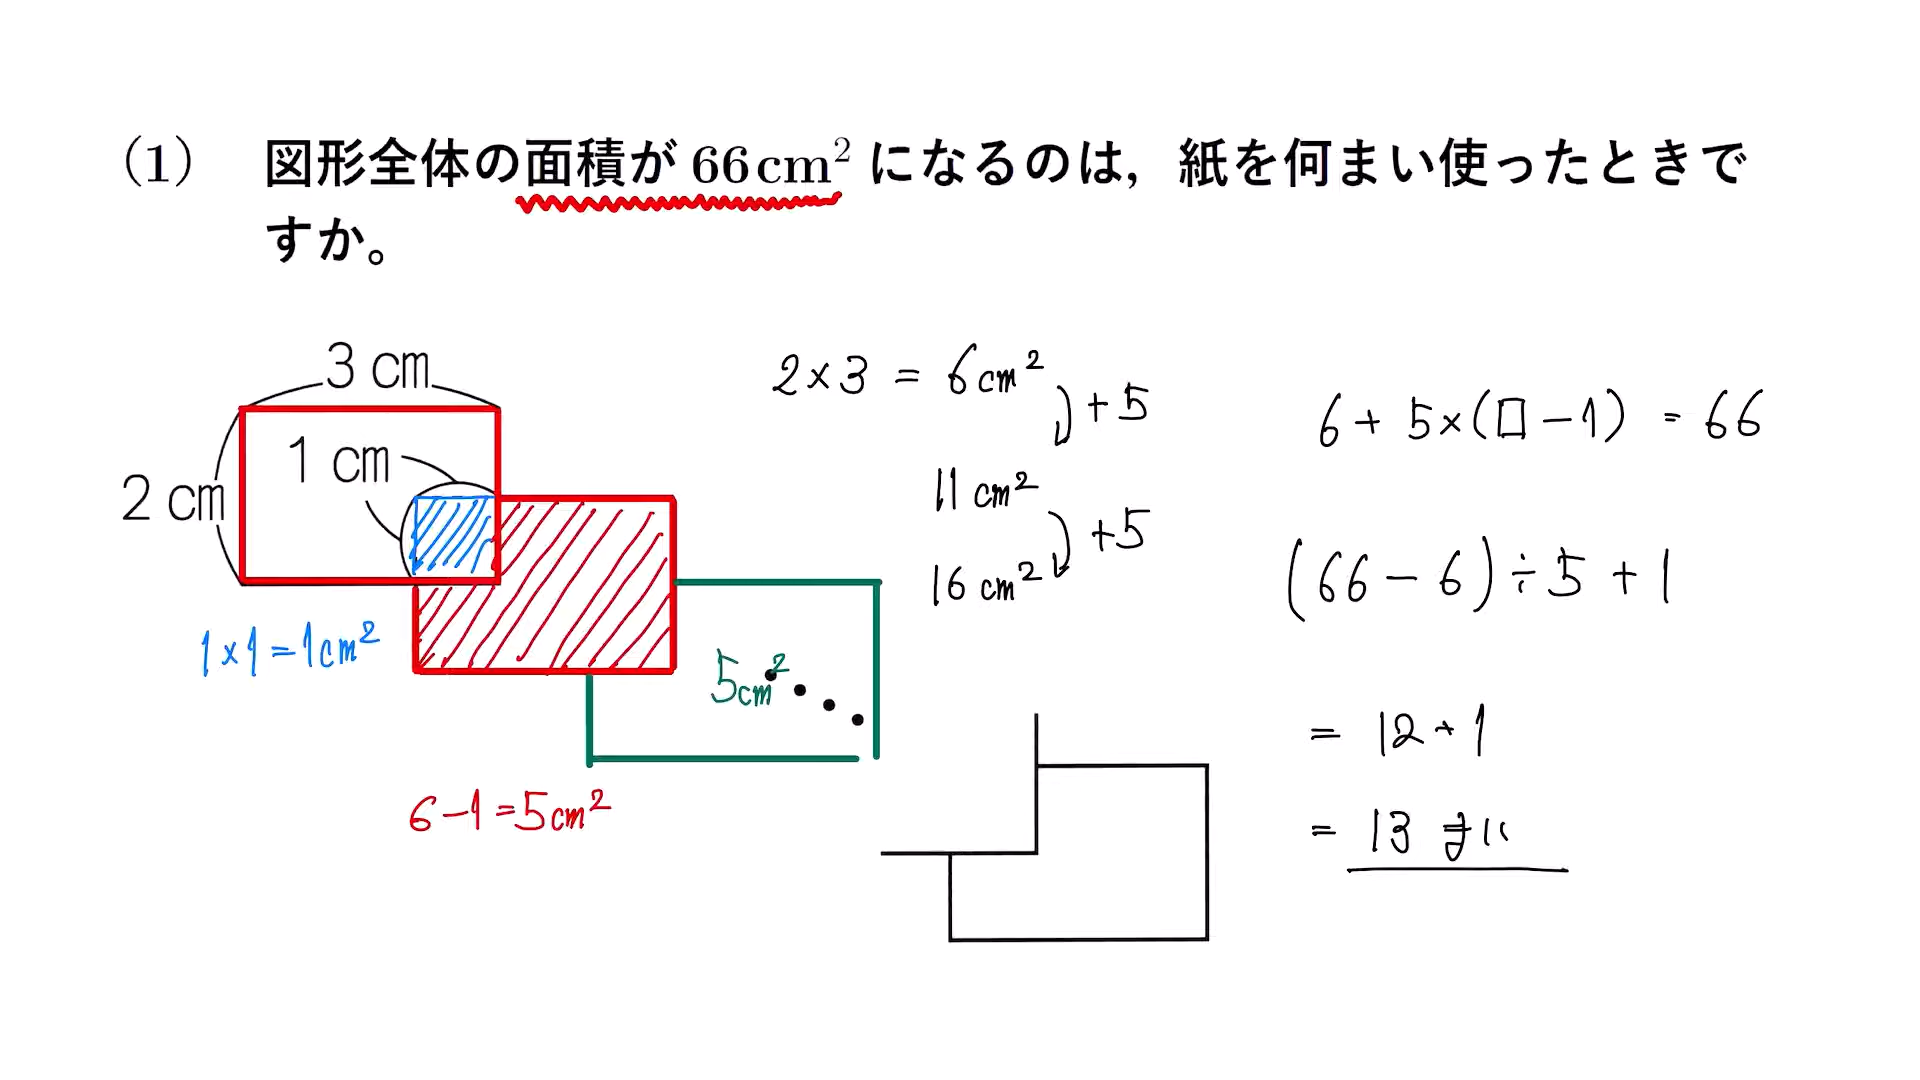 (1) 図形全体の面積が 66cm² になるのは，紙を何まい使ったときで
すか。
3 cm
1 cm
2 cm
1×1=1cm²
5cm²
6-1=5cm²
2×3 = 6cm²
+5
11 cm²
+5
16 cm²
6+ 5×(□-1) = 66
(66-6)÷5+1
= 12+1
= 13 まい